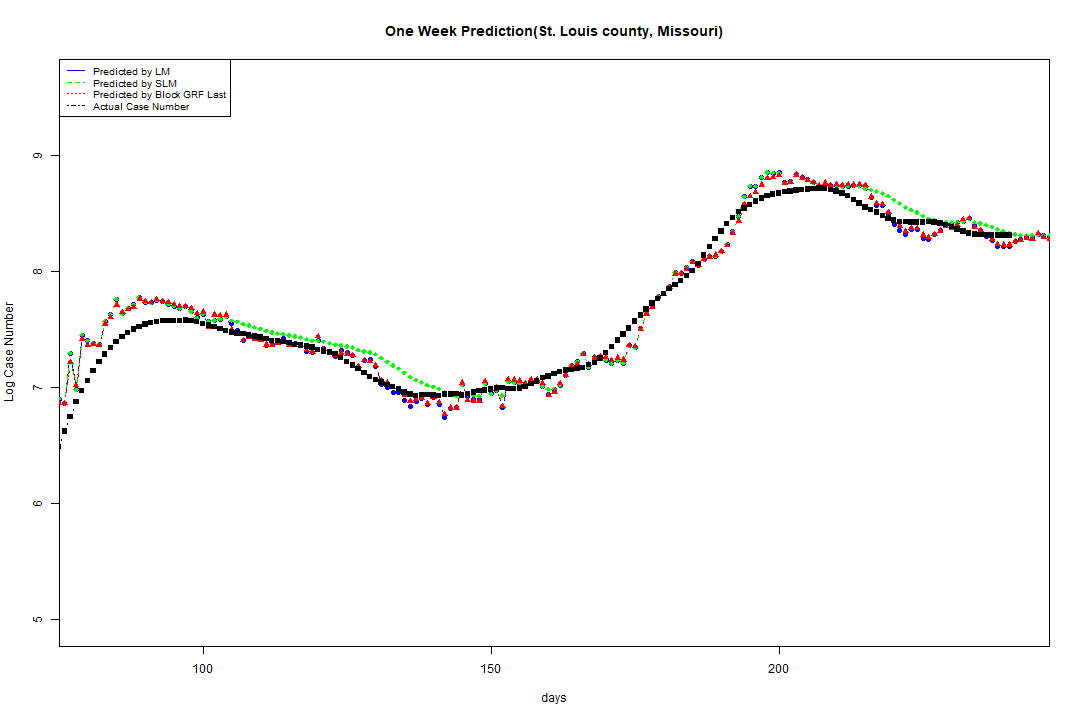 One Week Prediction(St. Louis county, Missouri)
Predicted by LM
Predicted by SLM
Predicted by Block GRF Last
Actual Case Number
Log Case Number
9
8
7
6
5
100 150 200
days